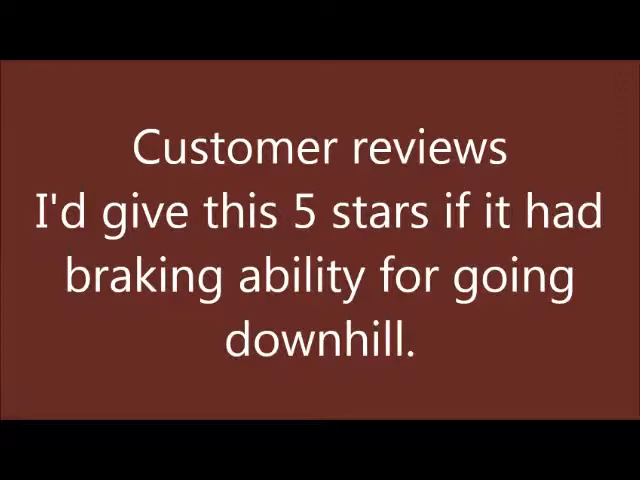 Customer reviews
I'd give this 5 stars if it had
braking ability for going
downhill.